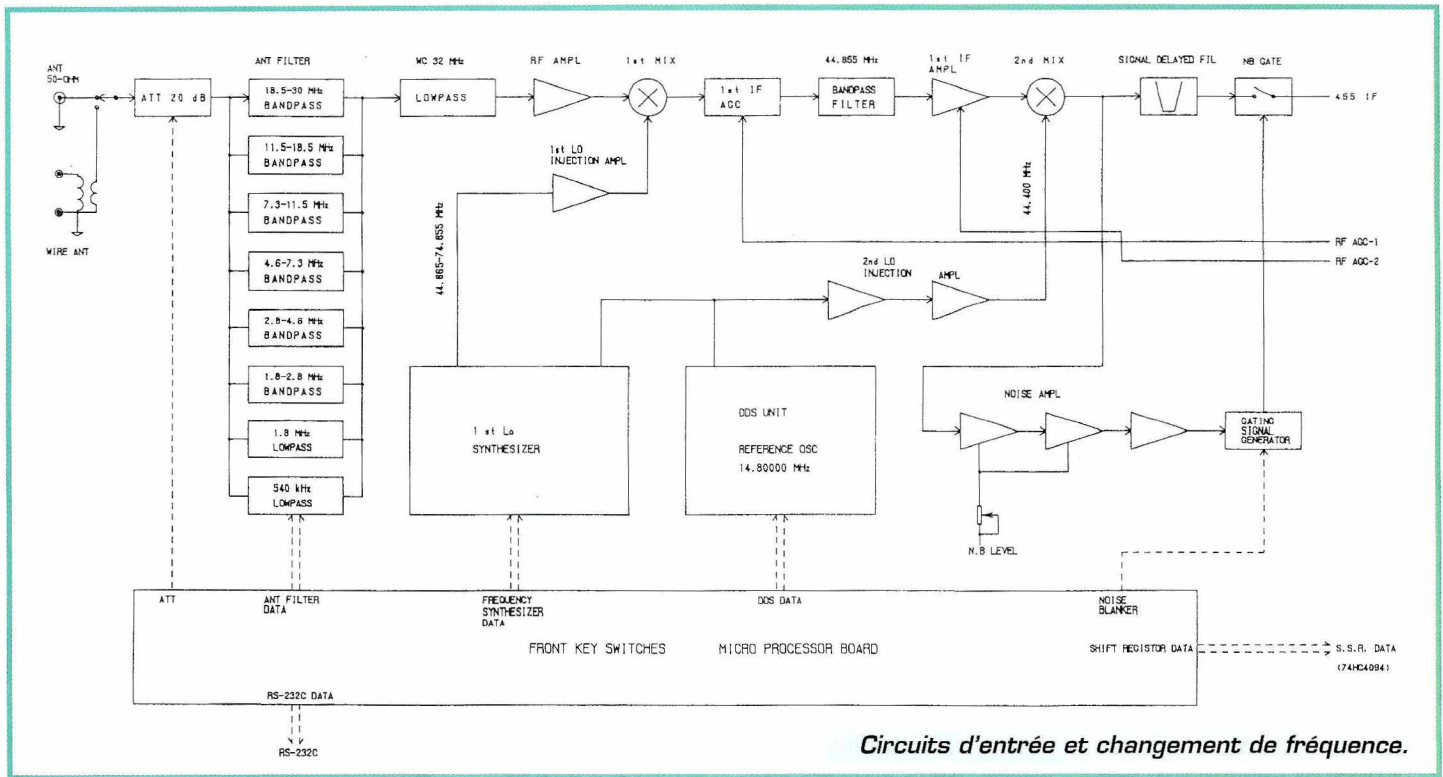 ANT
50-OHM
ANT FILTER
WC 32 MHz
RF AMPL
1st MIX
44.855 MHz
1st IF
AMPL
2nd MIX
SIGNAL DELAYED FIL
NB GATE
ATT 20 dB
18.5-30 MHz
BANDPASS
LOWPASS
1st IF
AGC
BANDPASS
FILTER
455 IF
11.5-18.5 MHz
BANDPASS
1st LO
INJECTION AMPL
7.3-11.5 MHz
BANDPASS
WIRE ANT
44.865-74.855 MHz
44.400 MHz
RF AGC-1
RF AGC-2
4.6-7.3 MHz
BANDPASS
2nd LO
INJECTION
AMPL
2.8-4.6 MHz
BANDPASS
1.8-2.8 MHz
BANDPASS
NOISE AMPL
1.8 MHz
LOWPASS
1st Lo
SYNTHESIZER
DDS UNIT
REFERENCE OSC
14.80000 MHz
GATING
SIGNAL
GENERATOR
540 kHz
LOWPASS
N.B LEVEL
ATT
ANT FILTER
DATA
FREQUENCY
SYNTHESIZER
DATA
DDS DATA
NOISE
BLANKER
FRONT KEY SWITCHES
MICRO PROCESSOR BOARD
SHIFT REGISTOR DATA
S.S.R. DATA
(74HC4094)
RS-232C DATA
RS-232C
Circuits d'entrée et changement de fréquence.